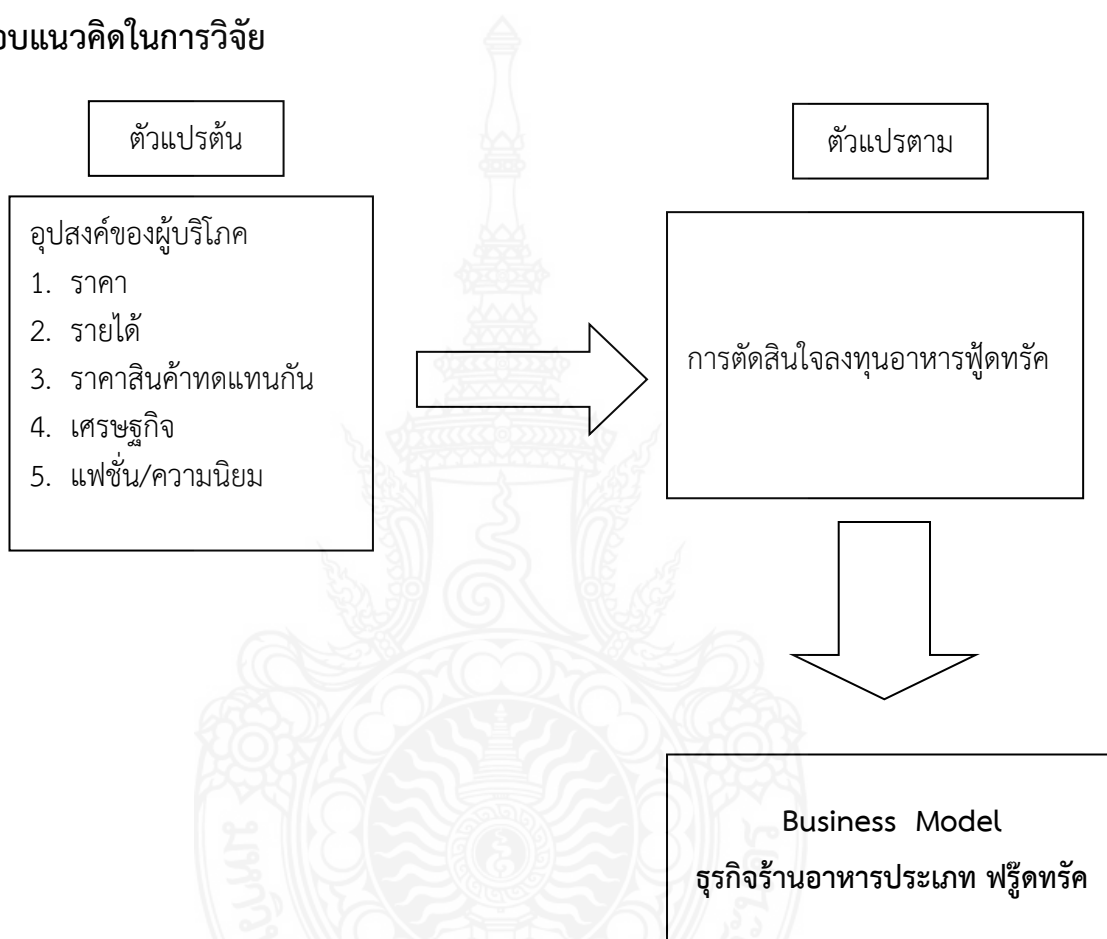 อบแนวคิดในการวิจัย
ตัวแปรต้น
อุปสงค์ของผู้บริโภค
1. ราคา
2. รายได้
3. ราคาสินค้าทดแทนกัน
4. เศรษฐกิจ
5. แฟชั่น/ความนิยม
ตัวแปรตาม
การตัดสินใจลงทุนอาหารฟู้ดทรัค
Business Model
ธุรกิจร้านอาหารประเภท ฟรู๊ดทรัค